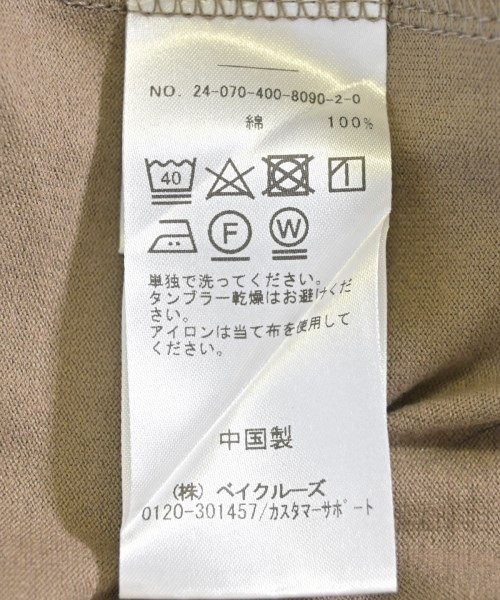 NO. 24-070-400-8090-2-0
綿 100%
40
F W
単独で洗ってください。
タンブラー乾燥はお避けくだ
さい。
アイロンは当て布を使用して
ください。
中国製
(株) ベイクルーズ
0120-301457/カスタマーサポート